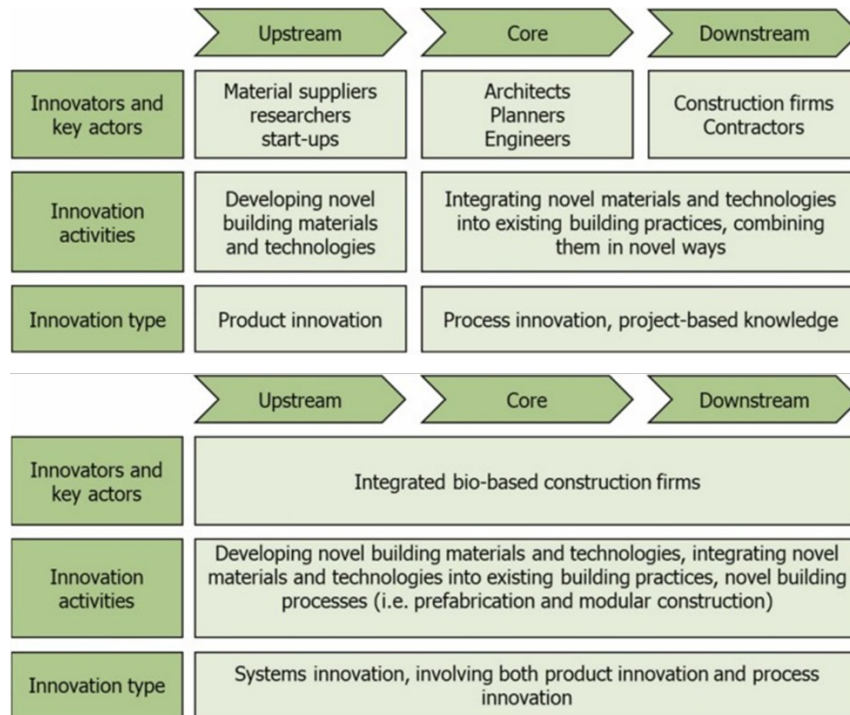 Upstream
Core
Downstream
Innovators and
key actors
Material suppliers
researchers
start-ups
Architects
Planners
Engineers
Construction firms
Contractors
Innovation
activities
Developing novel
building materials
and technologies
Integrating novel materials and technologies
into existing building practices, combining
them in novel ways
Innovation type
Product innovation
Process innovation, project-based knowledge
Upstream
Core
Downstream
Innovators and
key actors
Integrated bio-based construction firms
Innovation
activities
Developing novel building materials and technologies, integrating novel
materials and technologies into existing building practices, novel building
processes (i.e. prefabrication and modular construction)
Innovation type
Systems innovation, involving both product innovation and process
innovation